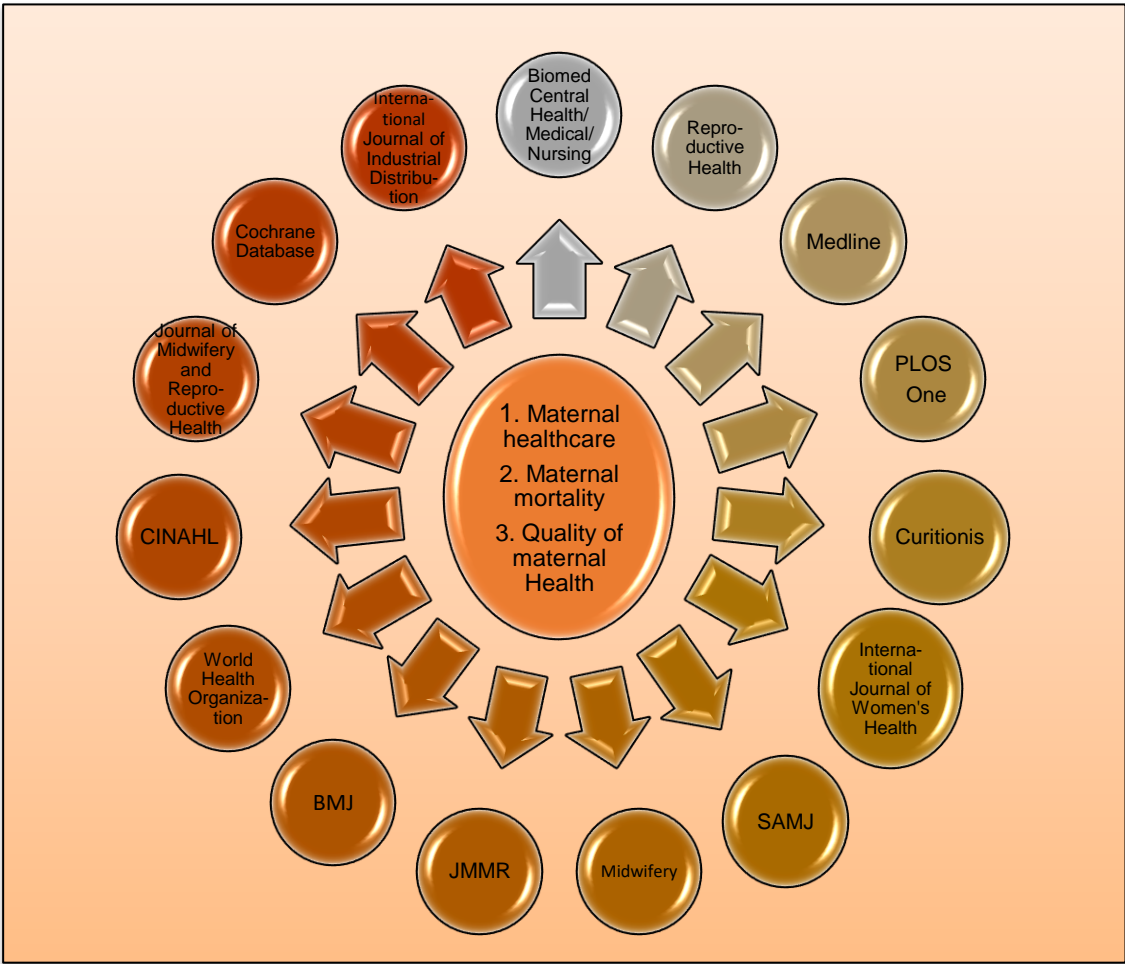 Biomed
Central
Health/
Medical/
Nursing
Repro-
ductive
Health
Medline
PLOS
One
Curitionis
Interna-
tional
Journal of
Women's
Health
SAMJ
Midwifery
JMMR
BMJ
World
Health
Organiza-
tion
CINAHL
Journal of
Midwifery
and
Repro-
ductive
Health
Cochrane
Database
Interna-
tional
Journal of
Industrial
Distribu-
tion
1. Maternal
healthcare
2. Maternal
mortality
3. Quality of
maternal
Health